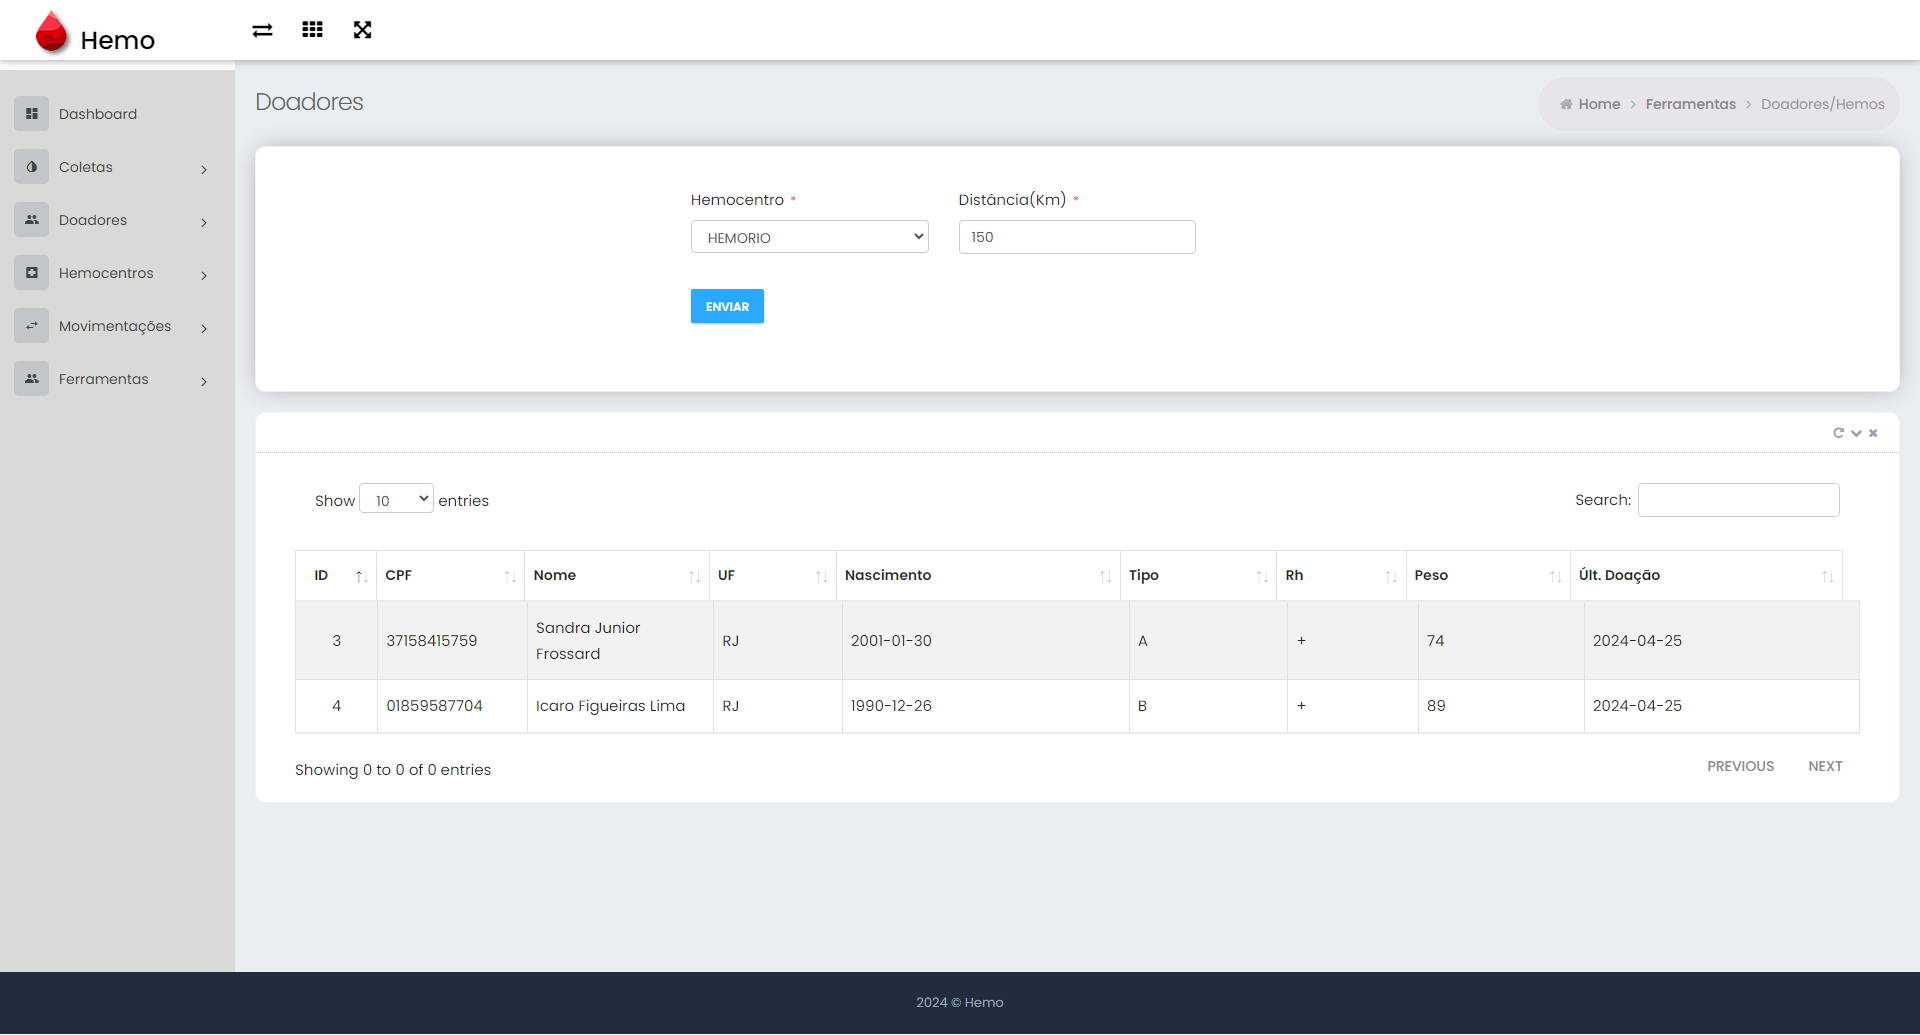 Hemo
Dashboard
Coletas
Doadores
Hemocentros
Movimentações
Ferramentas
Doadores
Home > Ferramentas > Doadores/Hemos
Hemocentro * Distância(Km) *
HEMORIO 150
ENVIAR
Show 10 entries Search:
ID CPF Nome UF Nascimento Tipo Rh Peso Últ. Doação
3 37158415759 Sandra Junior Frossard RJ 2001-01-30 A + 74 2024-04-25
4 01859587704 Icaro Figueiras Lima RJ 1990-12-26 B + 89 2024-04-25
Showing 0 to 0 of 0 entries PREVIOUS NEXT
2024 © Hemo